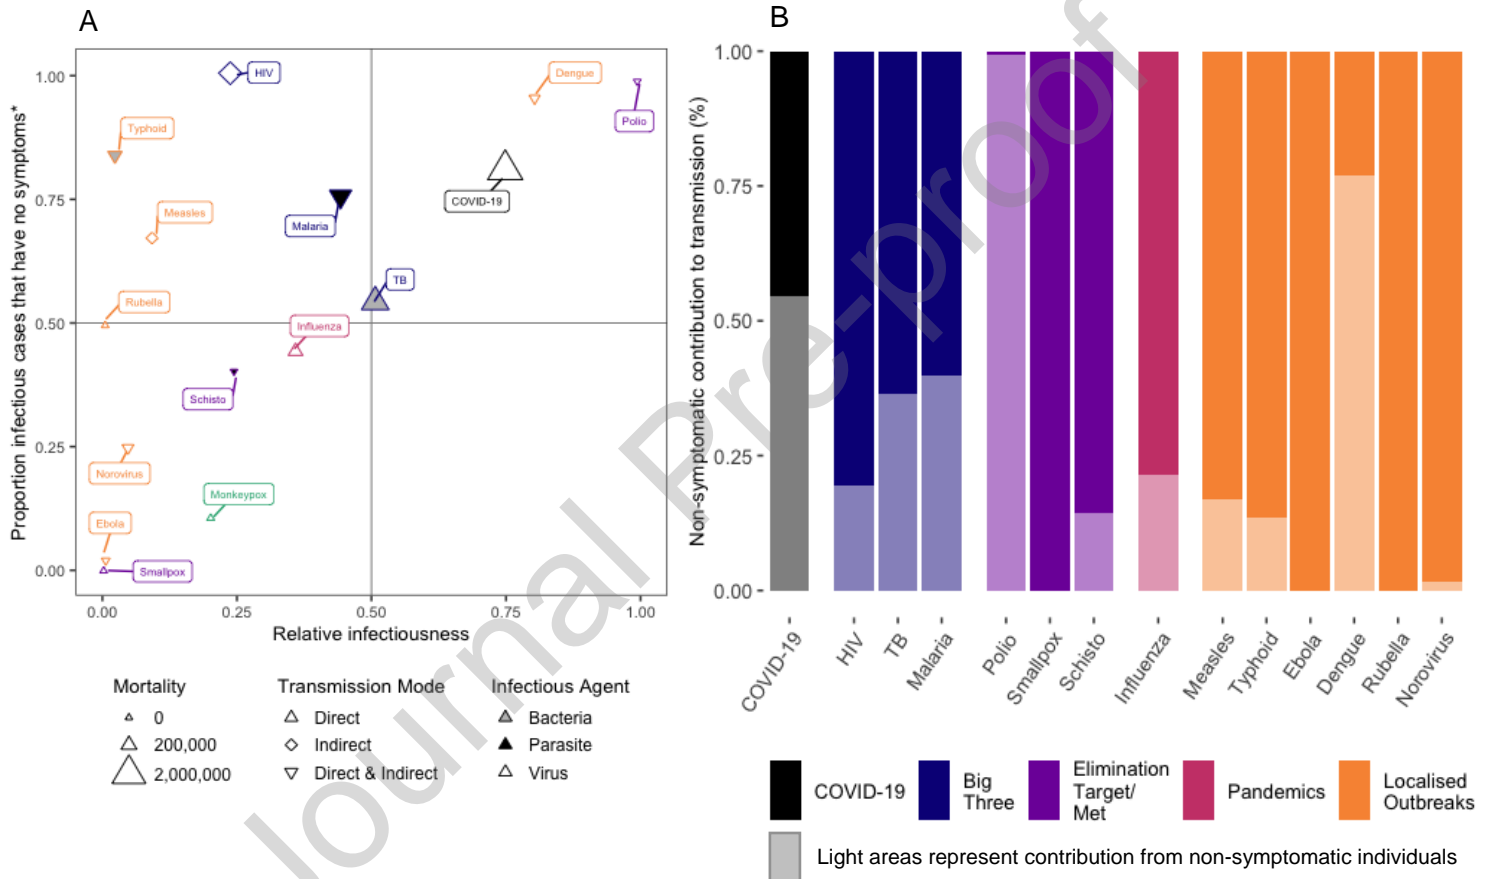 A
Proportion infectious cases that have no symptoms*
1.00
0.75
0.50
0.25
0.00
HIV
Dengue
Polio
Typhoid
COVID-19
Measles
Malaria
TB
Rubella
Influenza
Schisto
Norovirus
Monkeypox
Ebola
Smallpox
0.00 0.25 0.50 0.75 1.00
Relative infectiousness
Mortality
0
200,000
2,000,000
Transmission Mode
Direct
Indirect
Direct & Indirect
Infectious Agent
Bacteria
Parasite
Virus
B
Non-symptomatic contribution to transmission (%)
1.00
0.75
0.50
0.25
0.00
COVID-19
HIV
TB
Malaria
Polio
Smallpox
Schisto
Influenza
Measles
Typhoid
Ebola
Dengue
Rubella
Norovirus
COVID-19
Big
Three
Elimination
Target/
Met
Pandemics
Localised
Outbreaks
Light areas represent contribution from non-symptomatic individuals
Journal Pre-proof